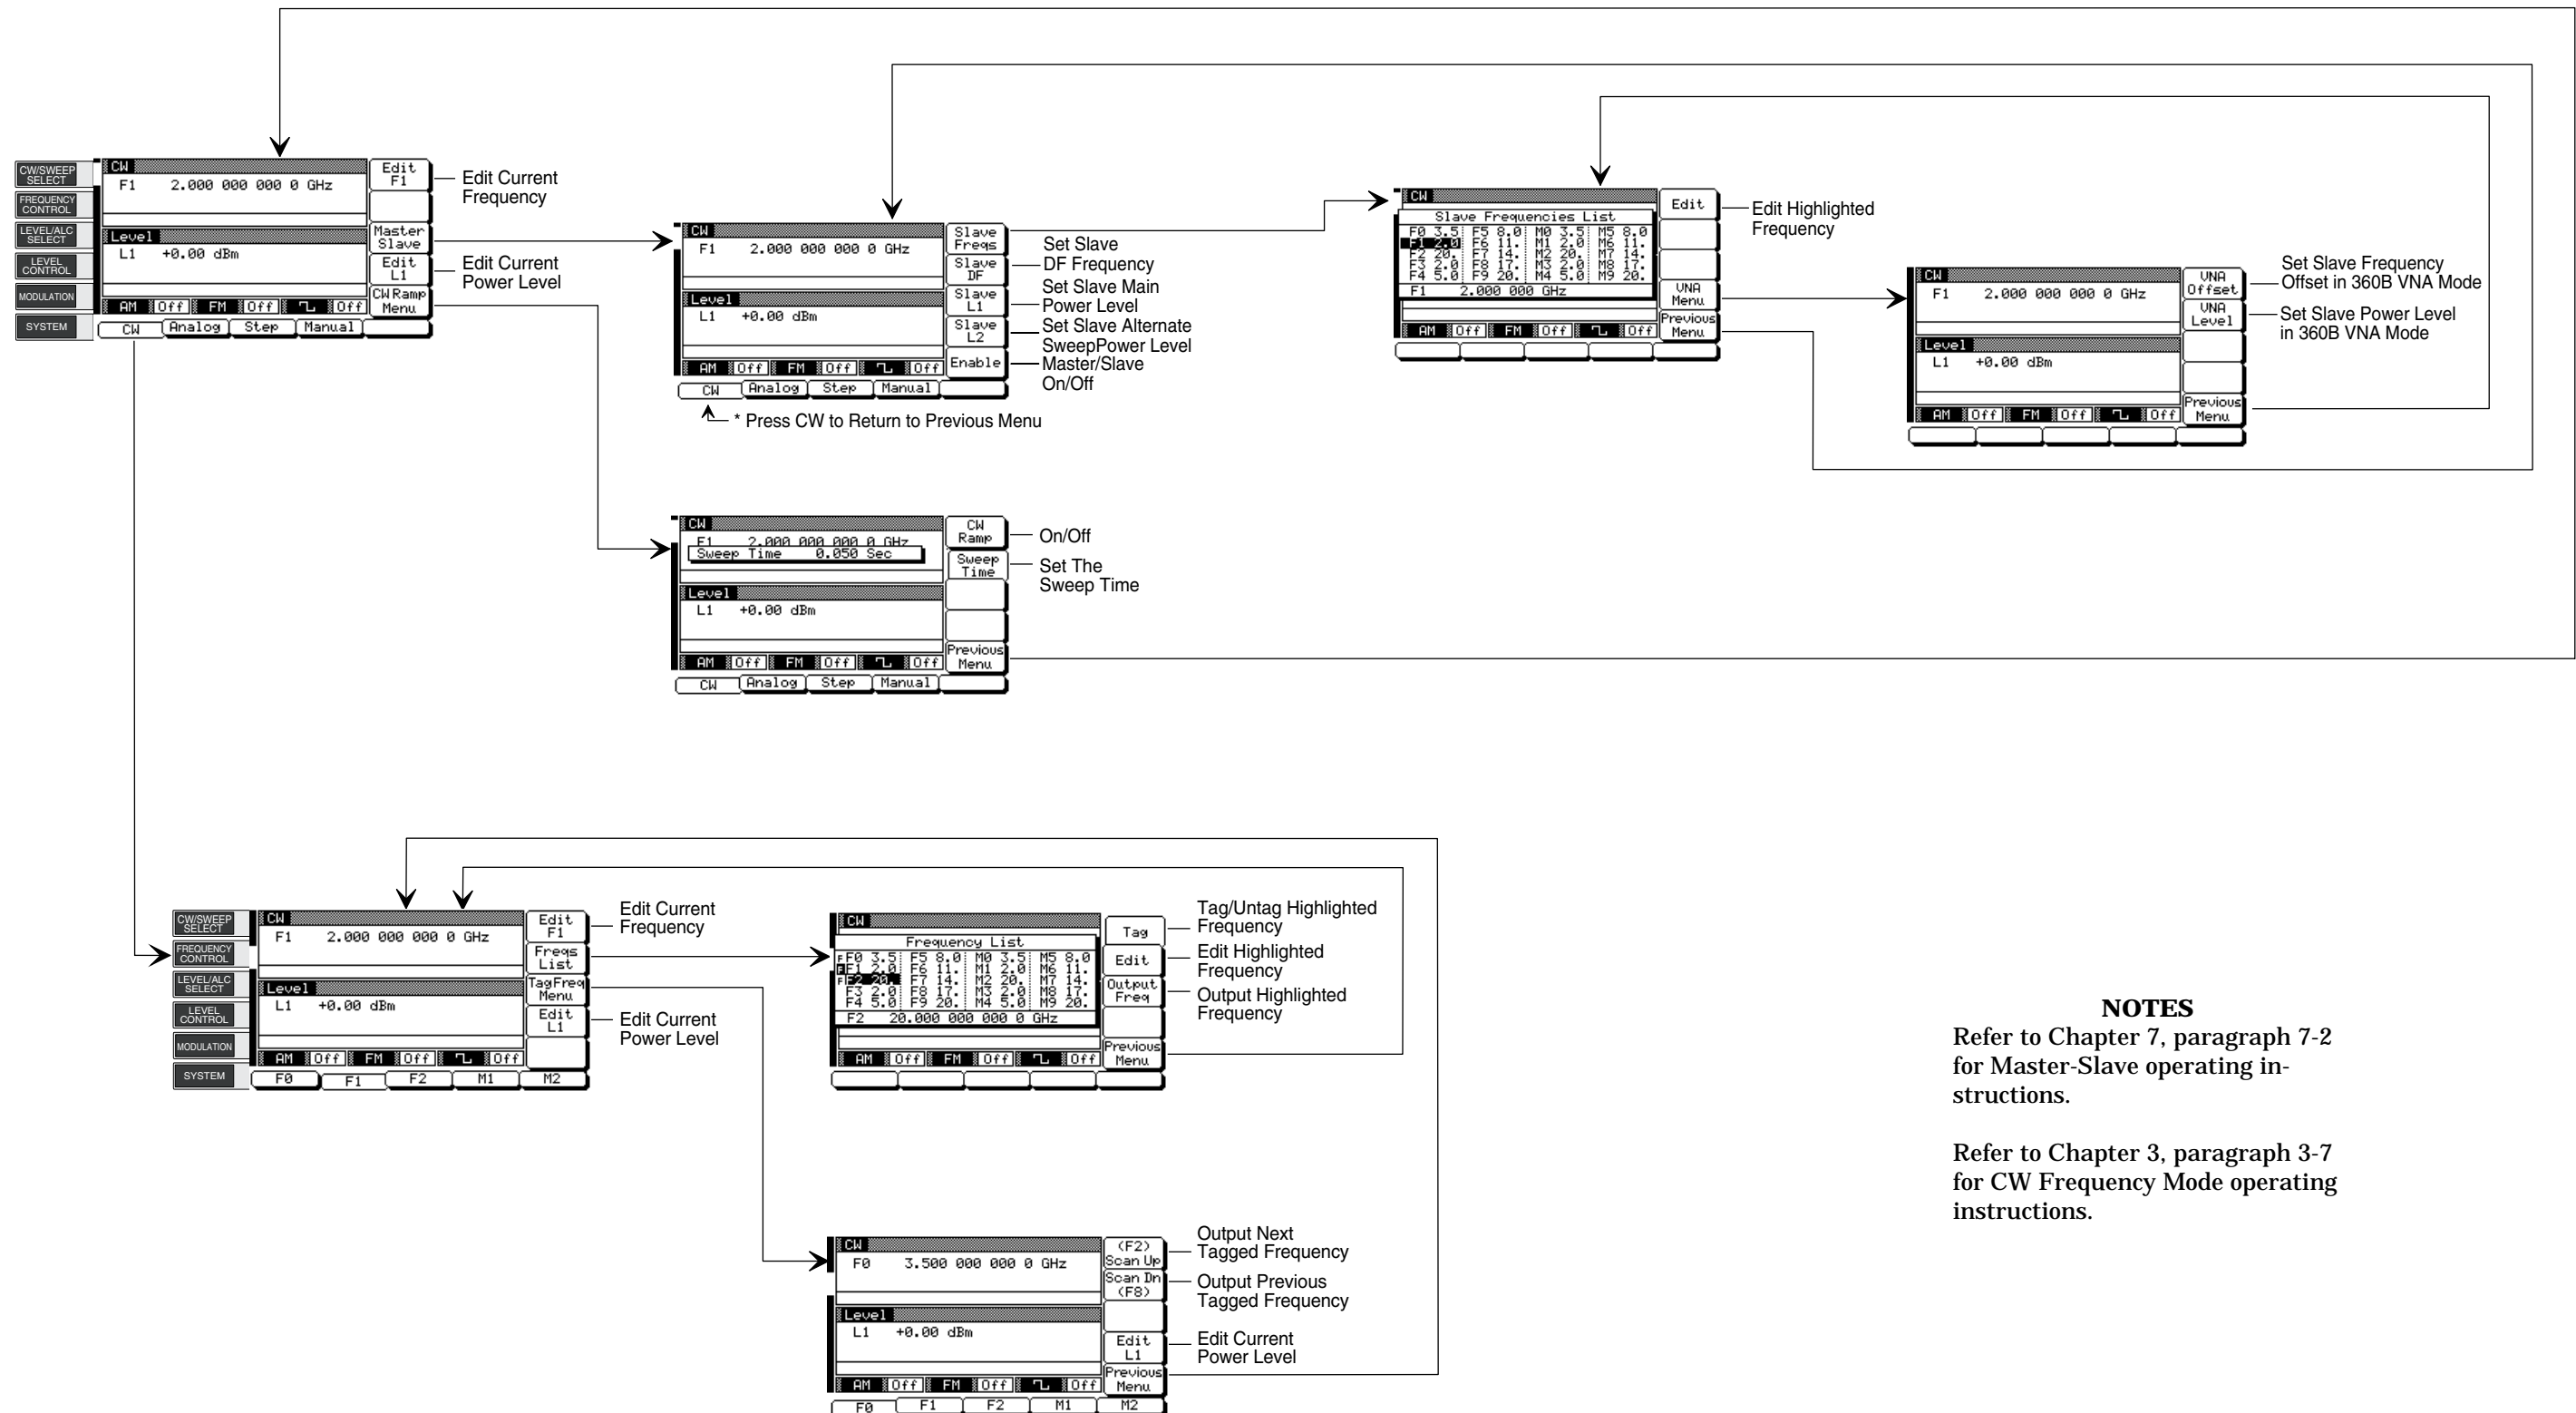 CW/SWEEP
SELECT
FREQUENCY
CONTROL
LEVEL/ALC
SELECT
LEVEL
CONTROL
MODULATION
SYSTEM
CW
F1 2.000 000 000 0 GHz
Level
L1 +0.00 dBm
AM Off FM Off Off
CW Analog Step Manual
Edit
F1
Master
Slave
Edit
L1
CW Ramp
Menu
Edit Current
Frequency
Edit Current
Power Level
CW
F1 2.000 000 000 0 GHz
Level
L1 +0.00 dBm
AM Off FM Off Off
CW Analog Step Manual
Slave
Freqs
Slave
DF
Slave
L1
Slave
L2
Enable
Set Slave
DF Frequency
Set Slave Main
Power Level
Set Slave Alternate
SweepPower Level
Master/Slave
On/Off
* Press CW to Return to Previous Menu
CW
Slave Frequencies List
F0 3.5 F5 8.0 M0 3.5 M5 8.0
F1 2.0 F6 11. M1 2.0 M6 11.
F2 20. F7 14. M2 20. M7 14.
F3 2.0 F8 17. M3 2.0 M8 17.
F4 5.0 F9 20. M4 5.0 M9 20.
F1 2.000 000 GHz
AM Off FM Off Off
Edit
VNA
Menu
Previous
Menu
Edit Highlighted
Frequency
CW
F1 2.000 000 000 0 GHz
Level
L1 +0.00 dBm
AM Off FM Off Off
VNA
Offset
VNA
Level
Previous
Menu
Set Slave Frequency
Offset in 360B VNA Mode
Set Slave Power Level
in 360B VNA Mode
CW
F1 2.000 000 000 0 GHz
Sweep Time 0.050 Sec
Level
L1 +0.00 dBm
AM Off FM Off Off
CW Analog Step Manual
CW
Ramp
Sweep
Time
Previous
Menu
On/Off
Set The
Sweep Time
CW/SWEEP
SELECT
FREQUENCY
CONTROL
LEVEL/ALC
SELECT
LEVEL
CONTROL
MODULATION
SYSTEM
CW
F1 2.000 000 000 0 GHz
Level
L1 +0.00 dBm
AM Off FM Off Off
F0 F1 F2 M1 M2
Edit
F1
Freqs
List
TagFreq
Menu
Edit
L1
Edit Current
Frequency
Edit Current
Power Level
CW
Frequency List
F F0 3.5 F5 8.0 M0 3.5 M5 8.0
F F1 2.0 F6 11. M1 2.0 M6 11.
F F2 20. F7 14. M2 20. M7 14.
F3 2.0 F8 17. M3 2.0 M8 17.
F4 5.0 F9 20. M4 5.0 M9 20.
F2 20.000 000 000 0 GHz
AM Off FM Off Off
Tag
Edit
Output
Freq
Previous
Menu
Tag/Untag Highlighted
Frequency
Edit Highlighted
Frequency
Output Highlighted
Frequency
CW
F0 3.500 000 000 0 GHz
Level
L1 +0.00 dBm
AM Off FM Off Off
F0 F1 F2 M1 M2
(F2)
Scan Up
Scan Dn
(F8)
Edit
L1
Previous
Menu
Output Next
Tagged Frequency
Output Previous
Tagged Frequency
Edit Current
Power Level
NOTES
Refer to Chapter 7, paragraph 7-2
for Master-Slave operating in-
structions.
Refer to Chapter 3, paragraph 3-7
for CW Frequency Mode operating
instructions.